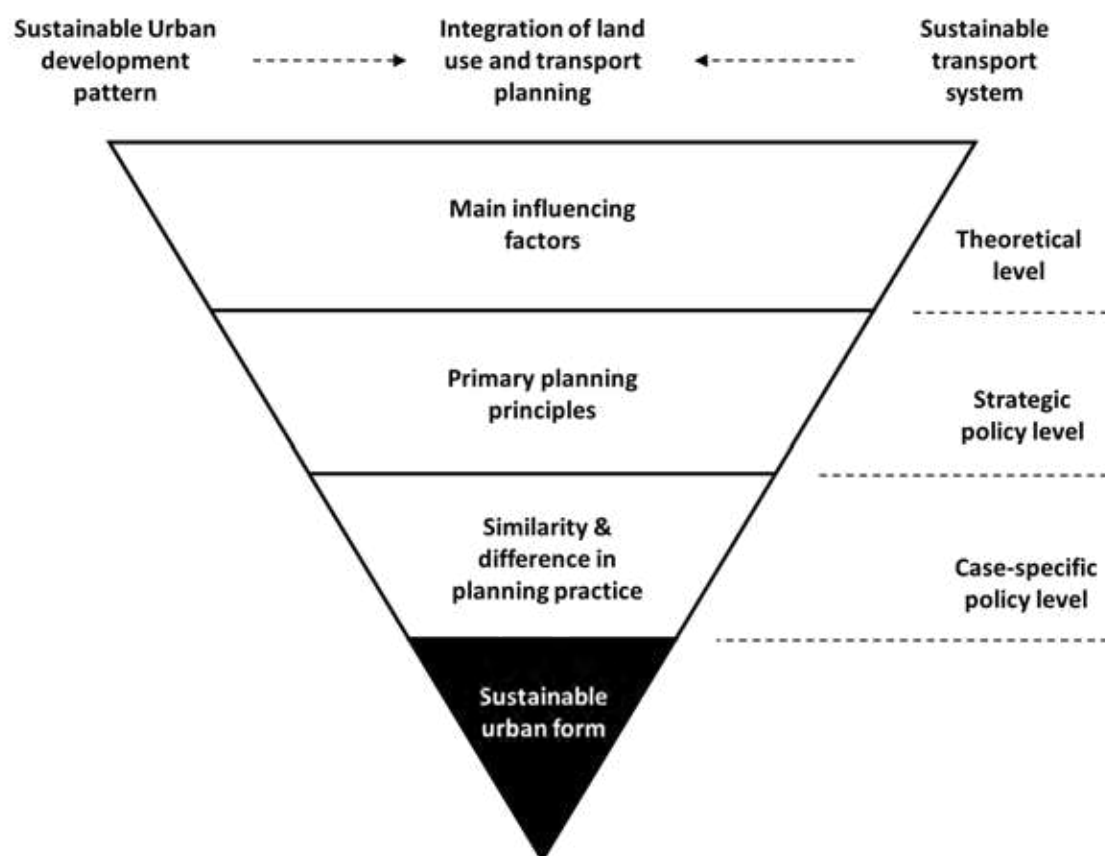 Sustainable Urban
development
pattern
Integration of land
use and transport
planning
Sustainable
transport
system
Main influencing
factors
Theoretical
level
Primary planning
principles
Strategic
policy level
Similarity &
difference in
planning practice
Case-specific
policy level
Sustainable
urban form